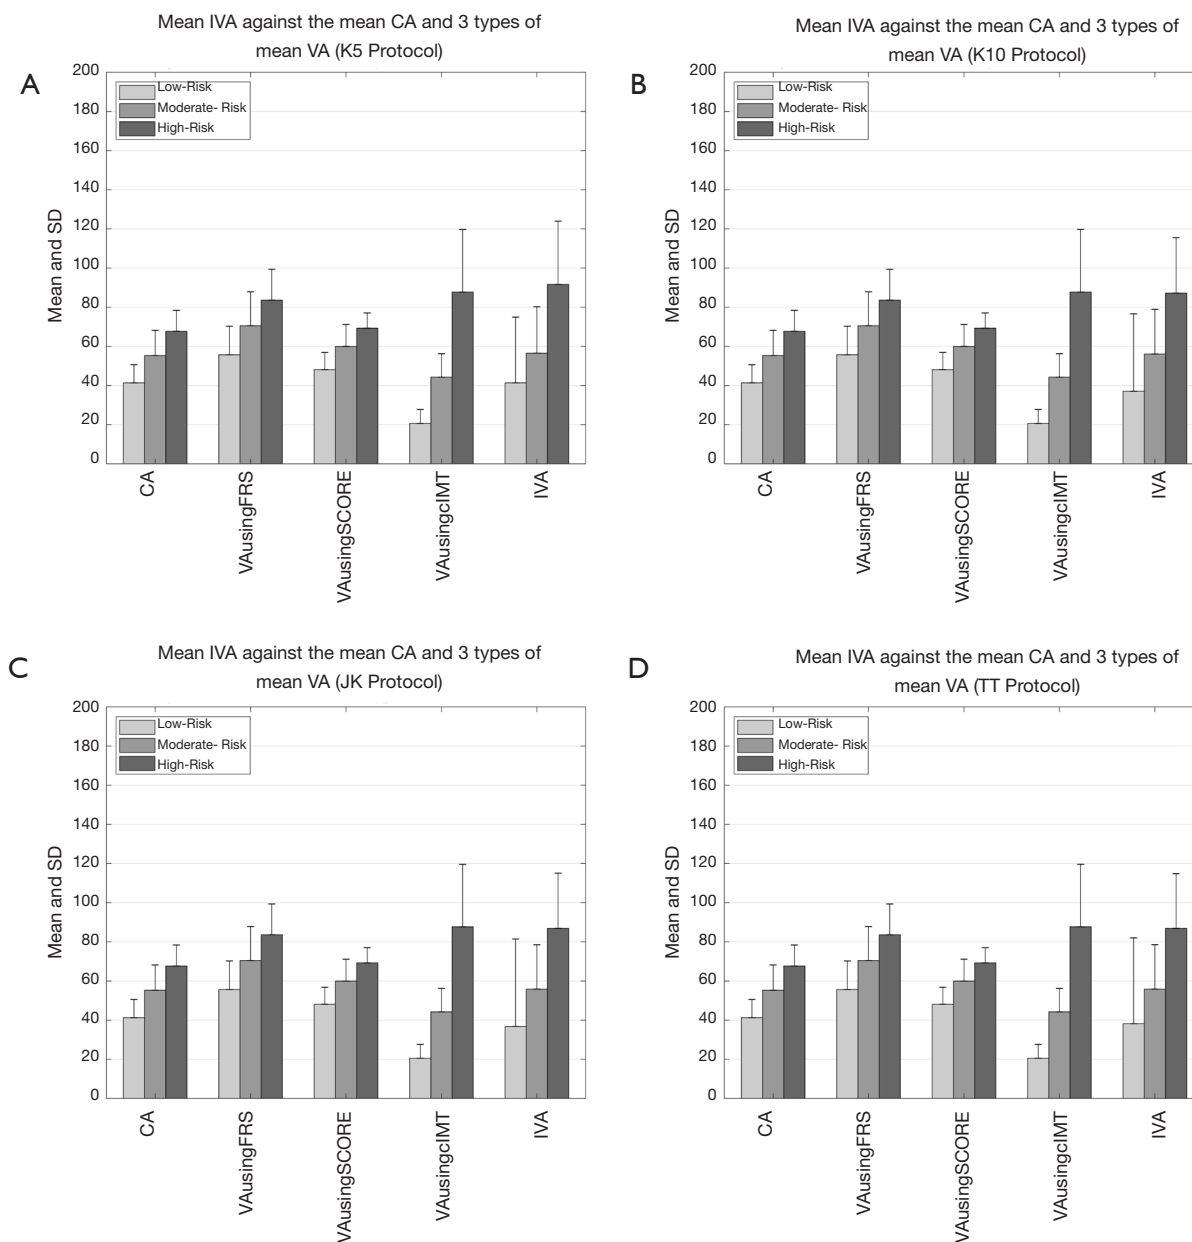 A
Mean IVA against the mean CA and 3 types of
mean VA (K5 Protocol)
Low-Risk
Moderate- Risk
High-Risk
Mean and SD
200
180
160
140
120
100
80
60
40
20
0
CA
VAusingFRS
VAusingSCORE
VAusingcIMT
IVA
B
Mean IVA against the mean CA and 3 types of
mean VA (K10 Protocol)
Low-Risk
Moderate- Risk
High-Risk
Mean and SD
200
180
160
140
120
100
80
60
40
20
0
CA
VAusingFRS
VAusingSCORE
VAusingcIMT
IVA
C
Mean IVA against the mean CA and 3 types of
mean VA (JK Protocol)
Low-Risk
Moderate- Risk
High-Risk
Mean and SD
200
180
160
140
120
100
80
60
40
20
0
CA
VAusingFRS
VAusingSCORE
VAusingcIMT
IVA
D
Mean IVA against the mean CA and 3 types of
mean VA (TT Protocol)
Low-Risk
Moderate- Risk
High-Risk
Mean and SD
200
180
160
140
120
100
80
60
40
20
0
CA
VAusingFRS
VAusingSCORE
VAusingcIMT
IVA